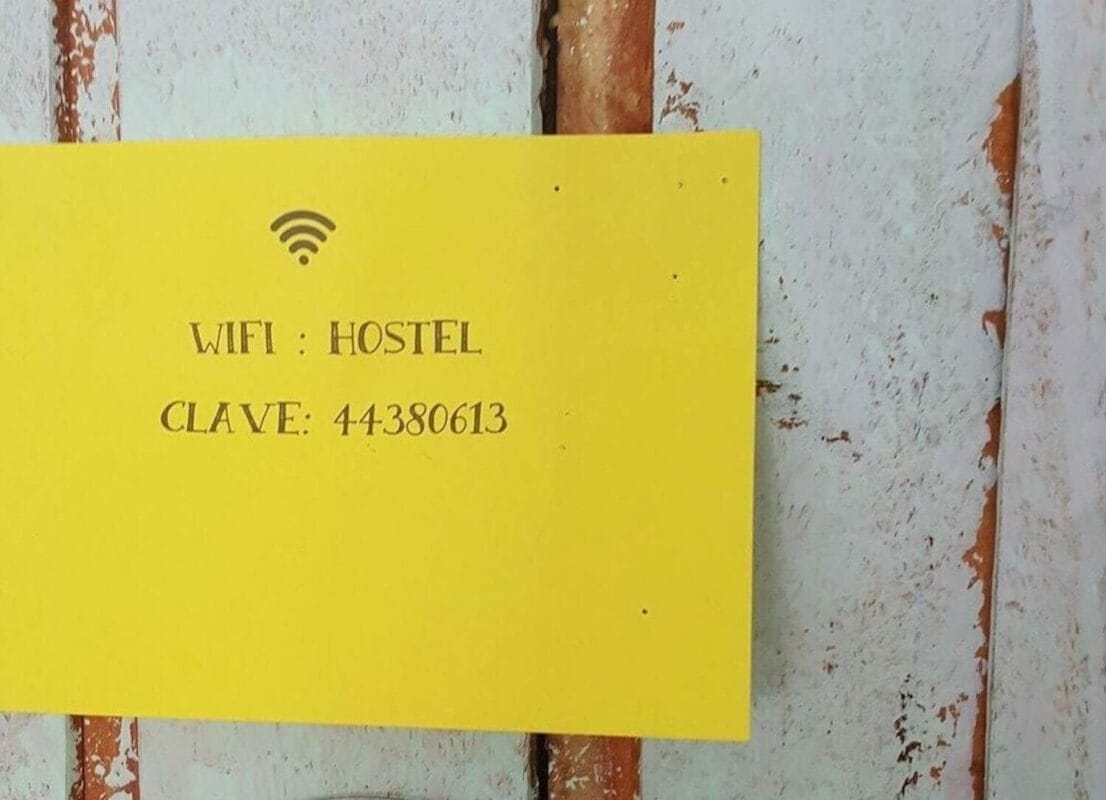 WIFI : HOSTEL
CLAVE: 44380613